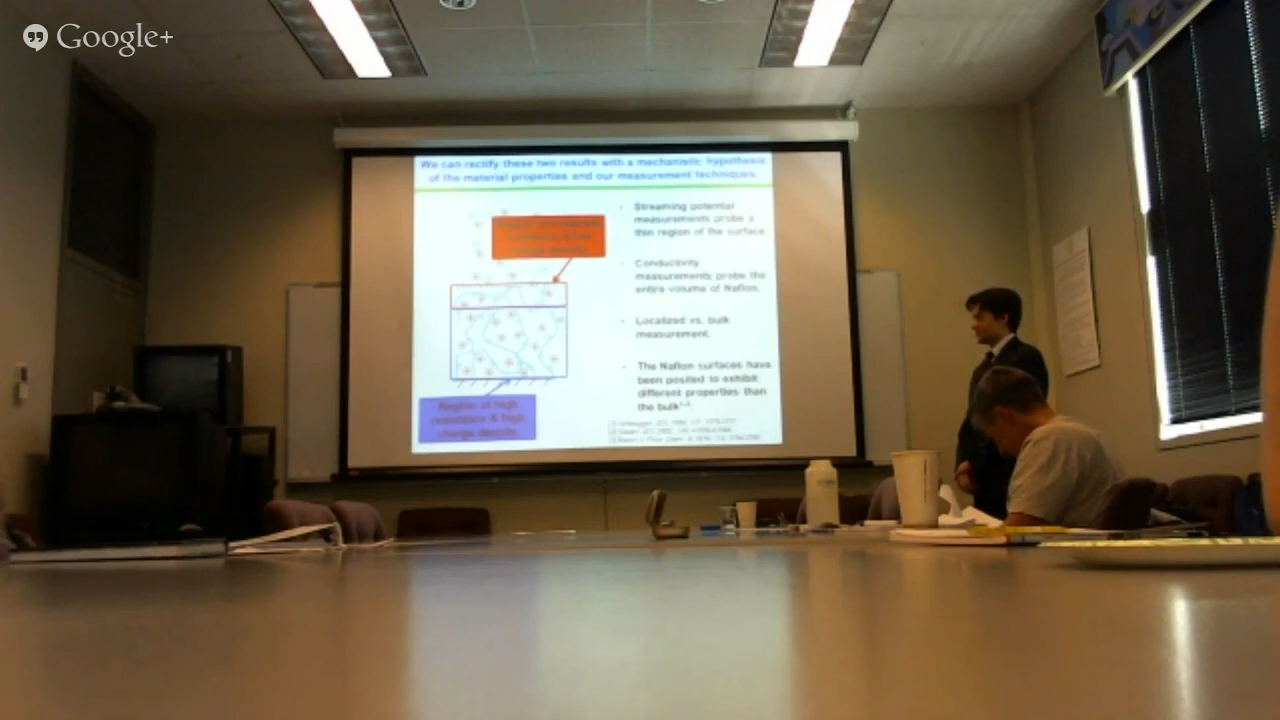 Google+
We can rectify these two results with a mechanistic hypothesis
of the material properties and our measurement techniques.
Streaming potential
measurements probe a
thin region of the surface
Conductivity
measurements probe the
entire volume of Nafion.
Localized vs. bulk
measurement.
The Nafion surfaces have
been posited to exhibit
different properties than
the bulk
Region of high
resistance & high
charge density